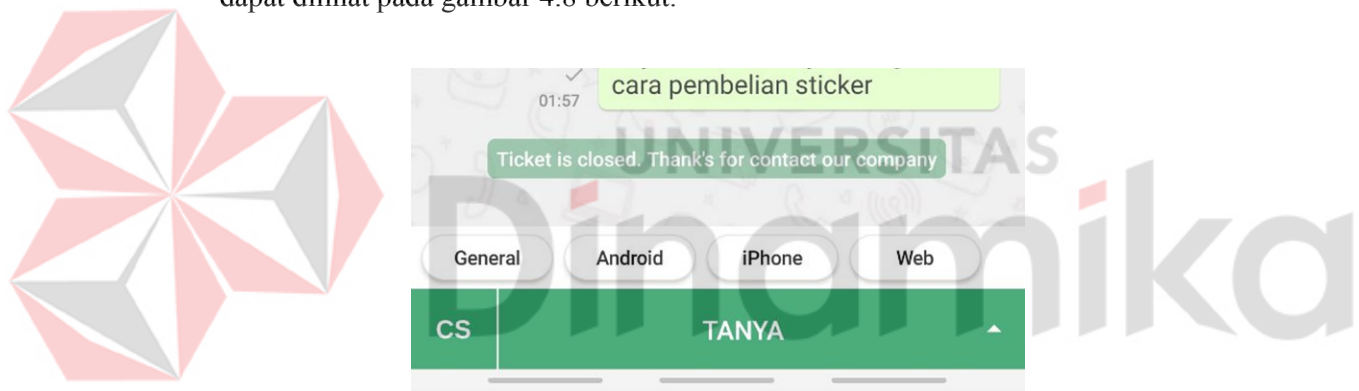 dapat dilihat pada gambar 4.8 berikut.
cara pembelian sticker
01:57
Ticket is closed. Thank's for contact our company
UNIVERSITAS
Dinamika
General Android iPhone Web
CS TANYA